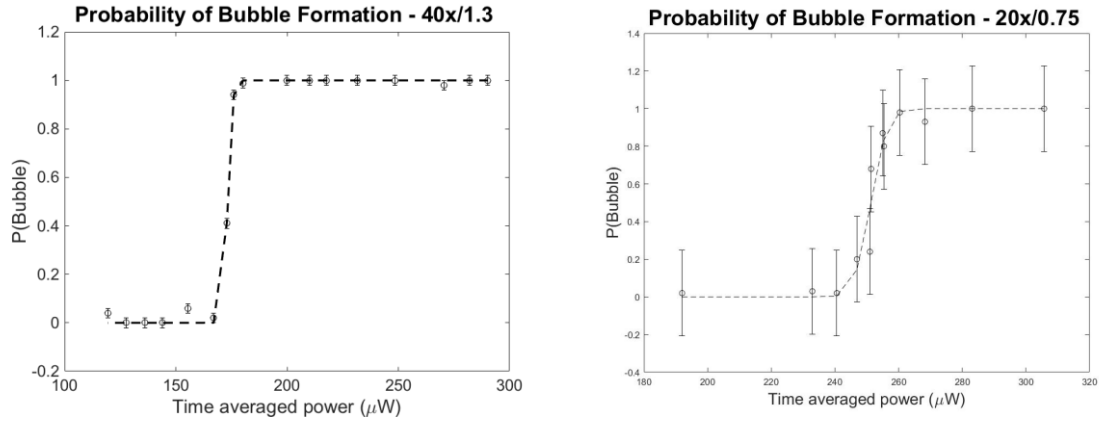 Probability of Bubble Formation - 40x/1.3
1.2
1
0.8
0.6
0.4
0.2
0
-0.2
P(Bubble)
100 150 200 250 300
Time averaged power (μW)
Probability of Bubble Formation - 20x/0.75
1.4
1.2
1
0.8
0.6
0.4
0.2
0
-0.2
-0.4
P(Bubble)
180 200 220 240 260 280 300 320
Time averaged power (μW)